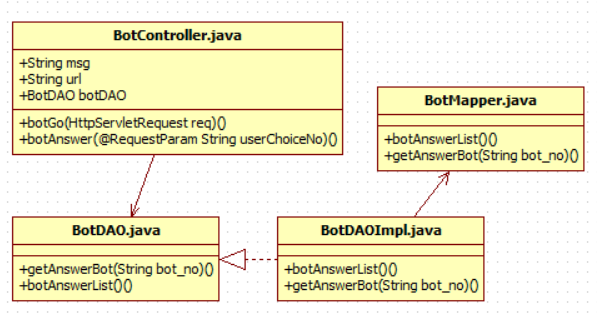 BotController.java
+String msg
+String url
+BotDAO botDAO
+botGo(HttpServletRequest req)()
+botAnswer(@RequestParam String userChoiceNo)()
BotMapper.java
+botAnswerList()()
+getAnswerBot(String bot_no)()
BotDAO.java
+getAnswerBot(String bot_no)()
+botAnswerList()()
BotDAOImpl.java
+botAnswerList()()
+getAnswerBot(String bot_no)()